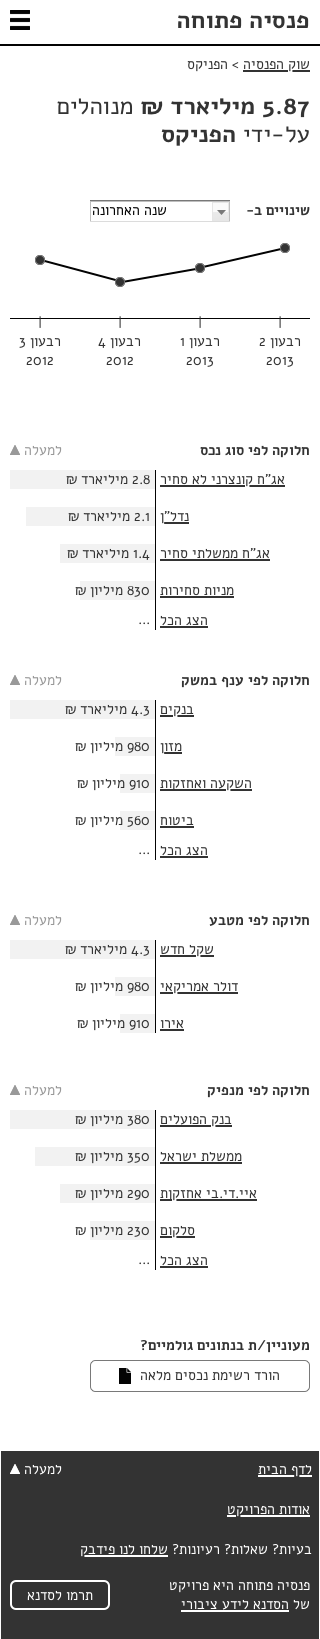 פנסיה פתוחה
שוק הפנסיה > הפניקס
5.87 מיליארד ₪ מנוהלים
על-ידי הפניקס
שינויים ב- שנה האחרונה
רבעון 2 רבעון 1 רבעון 4 רבעון 3
2013 2013 2012 2012
חלוקה לפי סוג נכס למעלה
אג"ח קונצרני לא סחיר 2.8 מיליארד ₪
נדל"ן 2.1 מיליארד ₪
אג"ח ממשלתי סחיר 1.4 מיליארד ₪
מניות סחירות 830 מיליון ₪
הצג הכל ...
חלוקה לפי ענף במשק למעלה
בנקים 4.3 מיליארד ₪
מזון 980 מיליון ₪
השקעה ואחזקות 910 מיליון ₪
ביטוח 560 מיליון ₪
הצג הכל ...
חלוקה לפי מטבע למעלה
שקל חדש 4.3 מיליארד ₪
דולר אמריקאי 980 מיליון ₪
אירו 910 מיליון ₪
חלוקה לפי מנפיק למעלה
בנק הפועלים 380 מיליון ₪
ממשלת ישראל 350 מיליון ₪
איי.די.בי אחזקות 290 מיליון ₪
סלקום 230 מיליון ₪
הצג הכל ...
מעוניין/ת בנתונים גולמיים?
הורד רשימת נכסים מלאה
לדף הבית למעלה
אודות הפרויקט
בעיות? שאלות? רעיונות? שלחו לנו פידבק
פנסיה פתוחה היא פרויקט
של הסדנא לידע ציבורי
תרמו לסדנא